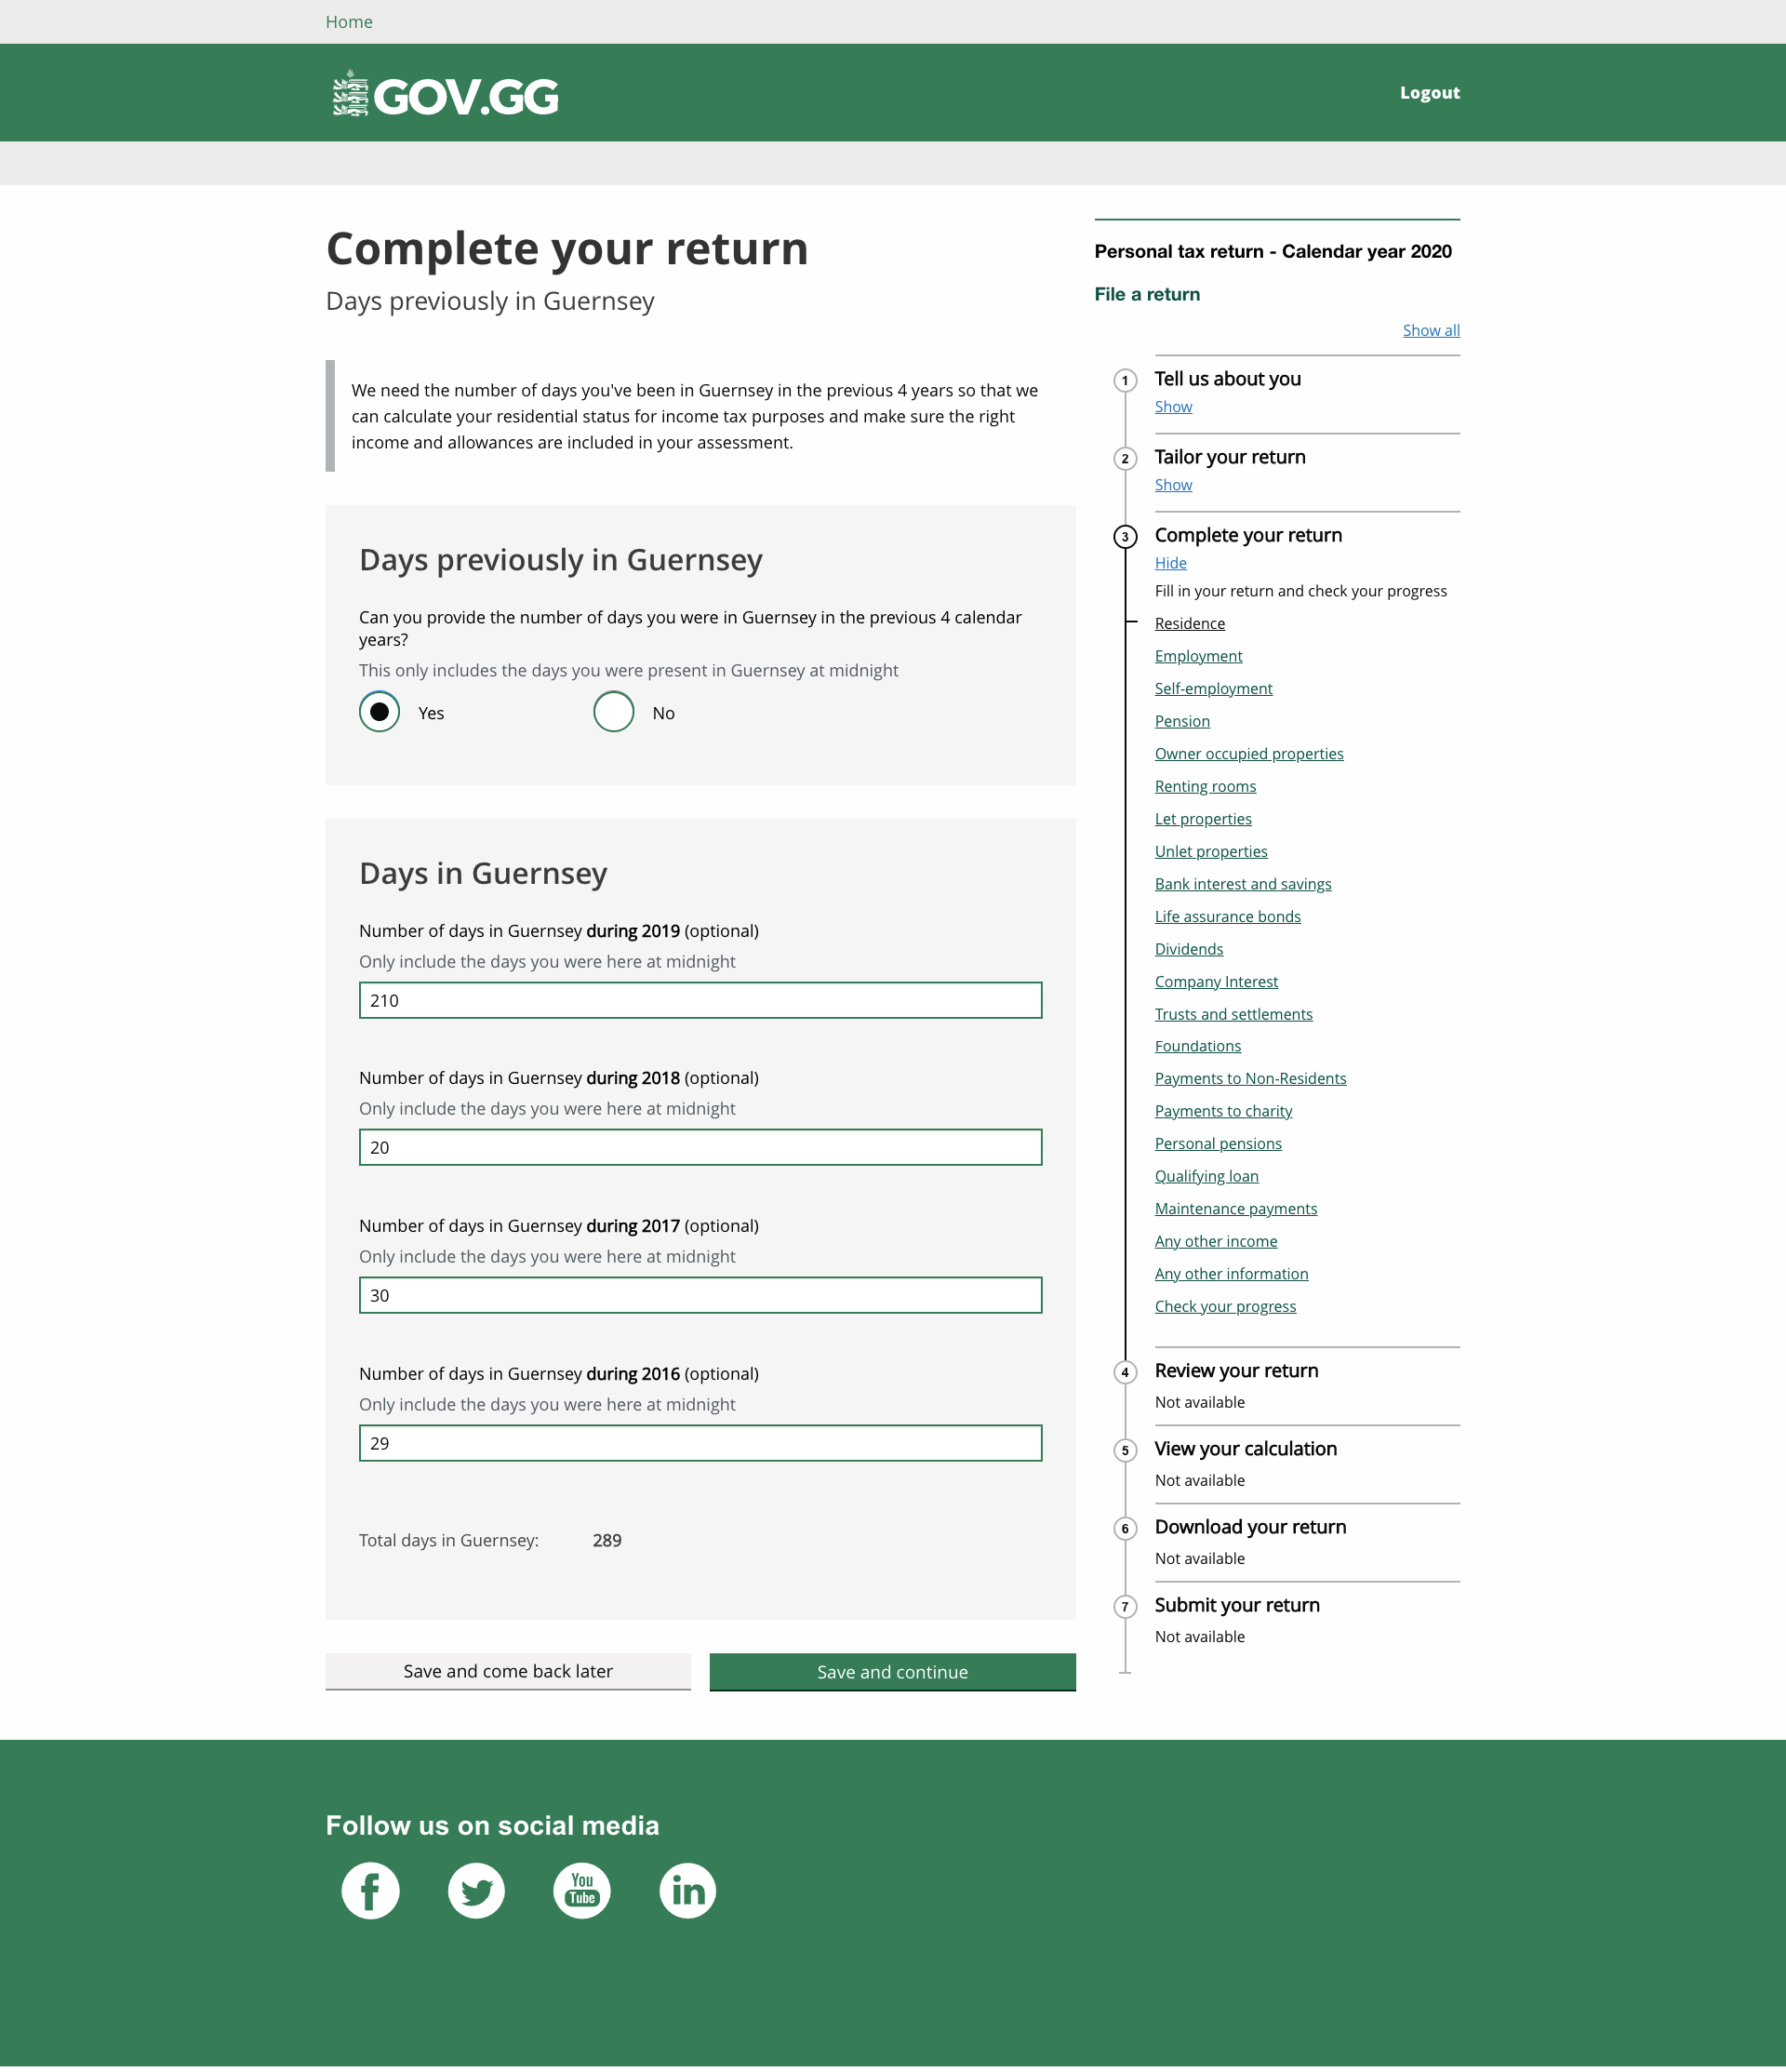 Home
GOV.GG
Logout
Complete your return
Days previously in Guernsey
We need the number of days you've been in Guernsey in the previous 4 years so that we
can calculate your residential status for income tax purposes and make sure the right
income and allowances are included in your assessment.
Days previously in Guernsey
Can you provide the number of days you were in Guernsey in the previous 4 calendar
years?
This only includes the days you were present in Guernsey at midnight
Yes
No
Days in Guernsey
Number of days in Guernsey during 2019 (optional)
Only include the days you were here at midnight
210
Number of days in Guernsey during 2018 (optional)
Only include the days you were here at midnight
20
Number of days in Guernsey during 2017 (optional)
Only include the days you were here at midnight
30
Number of days in Guernsey during 2016 (optional)
Only include the days you were here at midnight
29
Total days in Guernsey: 289
Save and come back later
Save and continue
Personal tax return - Calendar year 2020
File a return
Show all
1 Tell us about you
Show
2 Tailor your return
Show
3 Complete your return
Hide
Fill in your return and check your progress
Residence
Employment
Self-employment
Pension
Owner occupied properties
Renting rooms
Let properties
Unlet properties
Bank interest and savings
Life assurance bonds
Dividends
Company Interest
Trusts and settlements
Foundations
Payments to Non-Residents
Payments to charity
Personal pensions
Qualifying loan
Maintenance payments
Any other income
Any other information
Check your progress
4 Review your return
Not available
5 View your calculation
Not available
6 Download your return
Not available
7 Submit your return
Not available
Follow us on social media
f
You
Tube
in